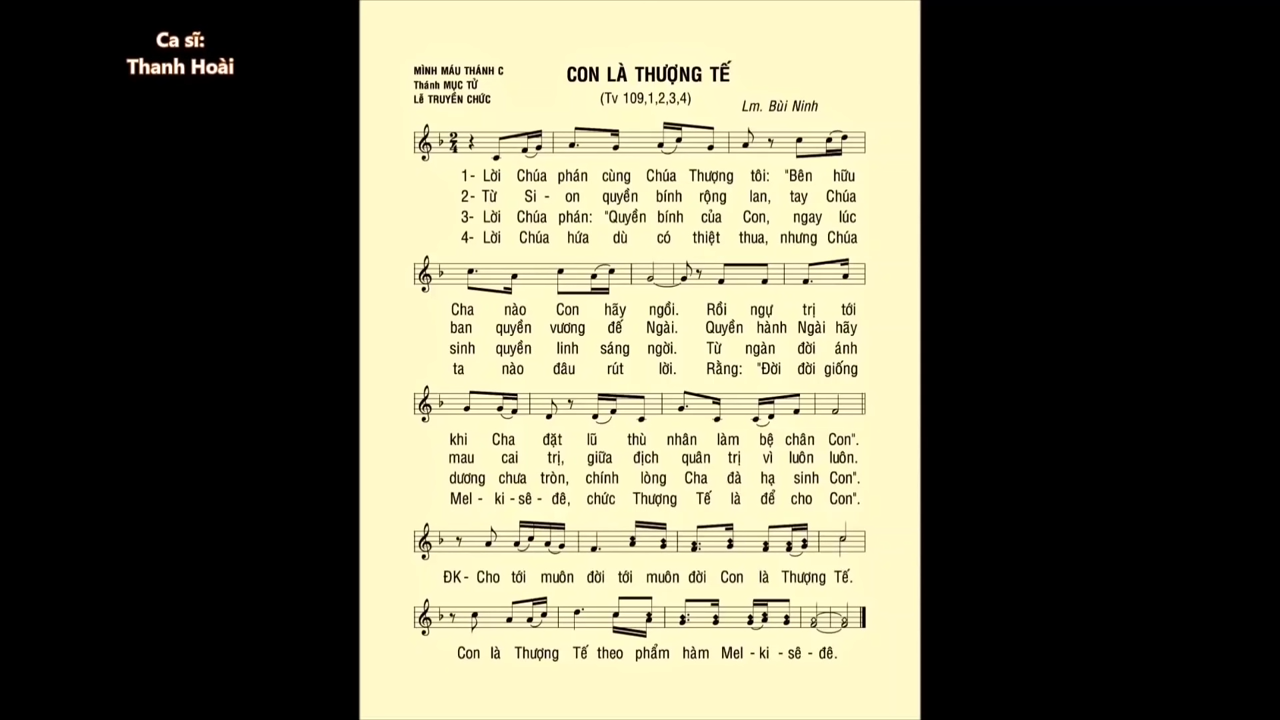 Ca sĩ:
Thanh Hoài
MÌNH MÁU THÁNH C
Thánh MỤC TỬ
LỄ TRUYỀN CHỨC
CON LÀ THƯỢNG TẾ
(Tv 109,1,2,3,4)
Lm. Bùi Ninh
1- Lời Chúa phán cùng Chúa Thượng tôi: "Bên hữu
2- Từ Si - on quyền bính rộng lan, tay Chúa
3- Lời Chúa phán: "Quyền bính của Con, ngay lúc
4- Lời Chúa hứa dù có thiệt thua, nhưng Chúa
Cha nào Con hãy ngồi. Rồi ngự trị tới
ban quyền vương đế Ngài. Quyền hành Ngài hãy
sinh quyền linh sáng ngời. Từ ngàn đời ánh
ta nào đâu rút lời. Rằng: "Đời đời giống
khi Cha đặt lũ thù nhân làm bệ chân Con".
mau cai trị, giữa địch quân trị vì luôn luôn.
dương chưa tròn, chính lòng Cha đà hạ sinh Con".
Mel - ki - sê - đê, chức Thượng Tế là để cho Con".
ĐK- Cho tới muôn đời tới muôn đời Con là Thượng Tế.
Con là Thượng Tế theo phẩm hàm Mel - ki - sê - đê.